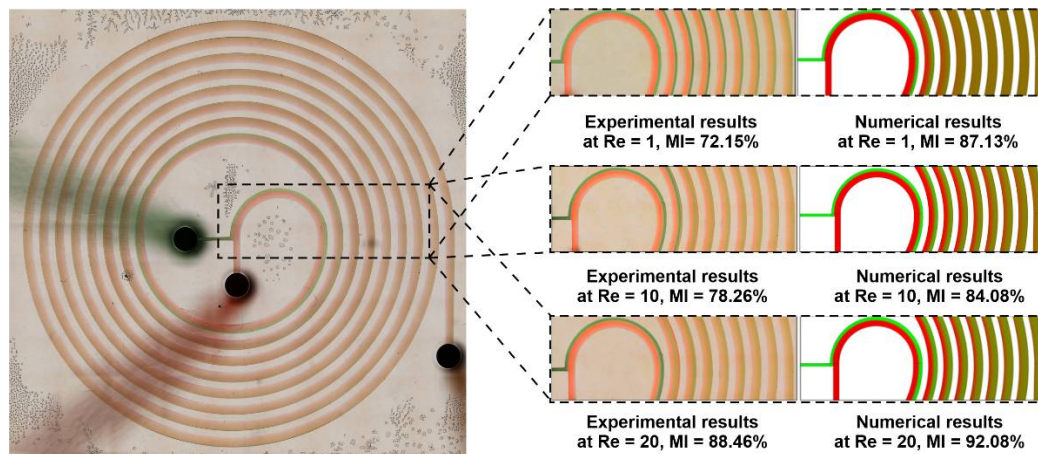 Experimental results
at Re = 1, MI= 72.15%
Numerical results
at Re = 1, MI = 87.13%
Experimental results
at Re = 10, MI = 78.26%
Numerical results
at Re = 10, MI = 84.08%
Experimental results
at Re = 20, MI = 88.46%
Numerical results
at Re = 20, MI = 92.08%